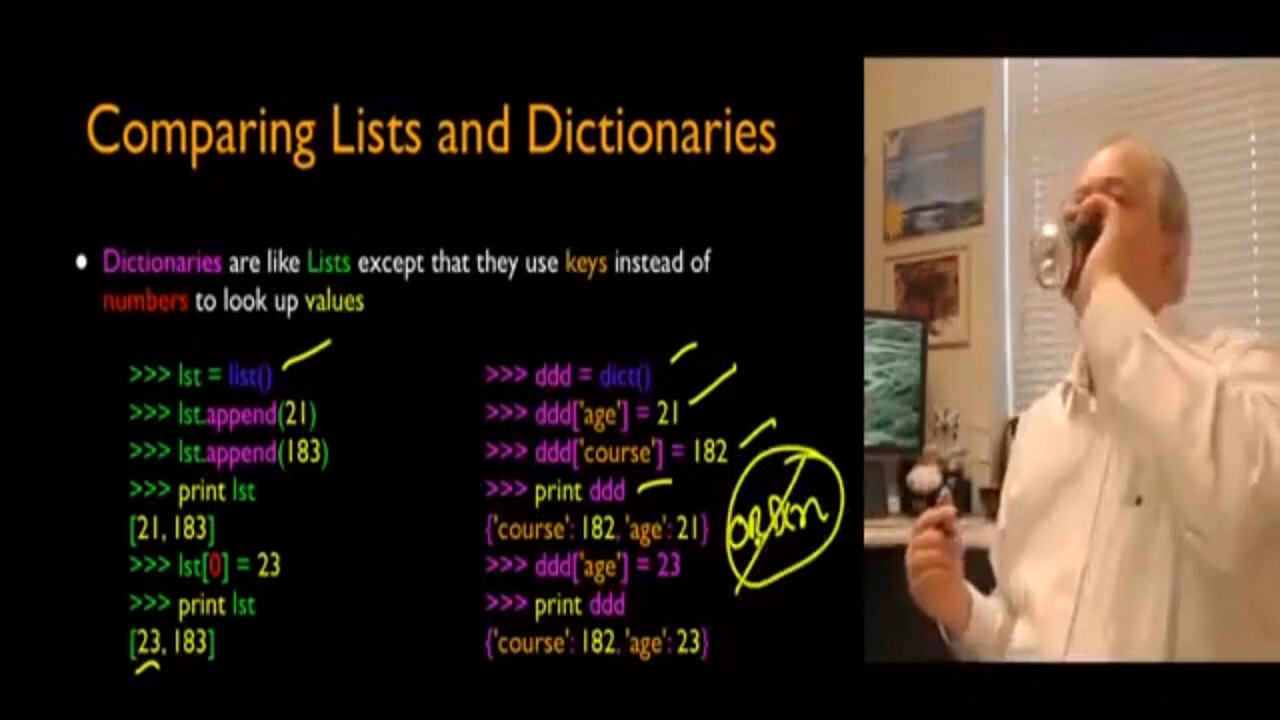 Comparing Lists and Dictionaries
• Dictionaries are like Lists except that they use keys instead of
numbers to look up values
>>> lst = list()
>>> lst.append(21)
>>> lst.append(183)
>>> print lst
[21, 183]
>>> lst[0] = 23
>>> print lst
[23, 183]
>>> ddd = dict()
>>> ddd['age'] = 21
>>> ddd['course'] = 182
>>> print ddd
{'course': 182, 'age': 21}
>>> ddd['age'] = 23
>>> print ddd
{'course': 182, 'age': 23}